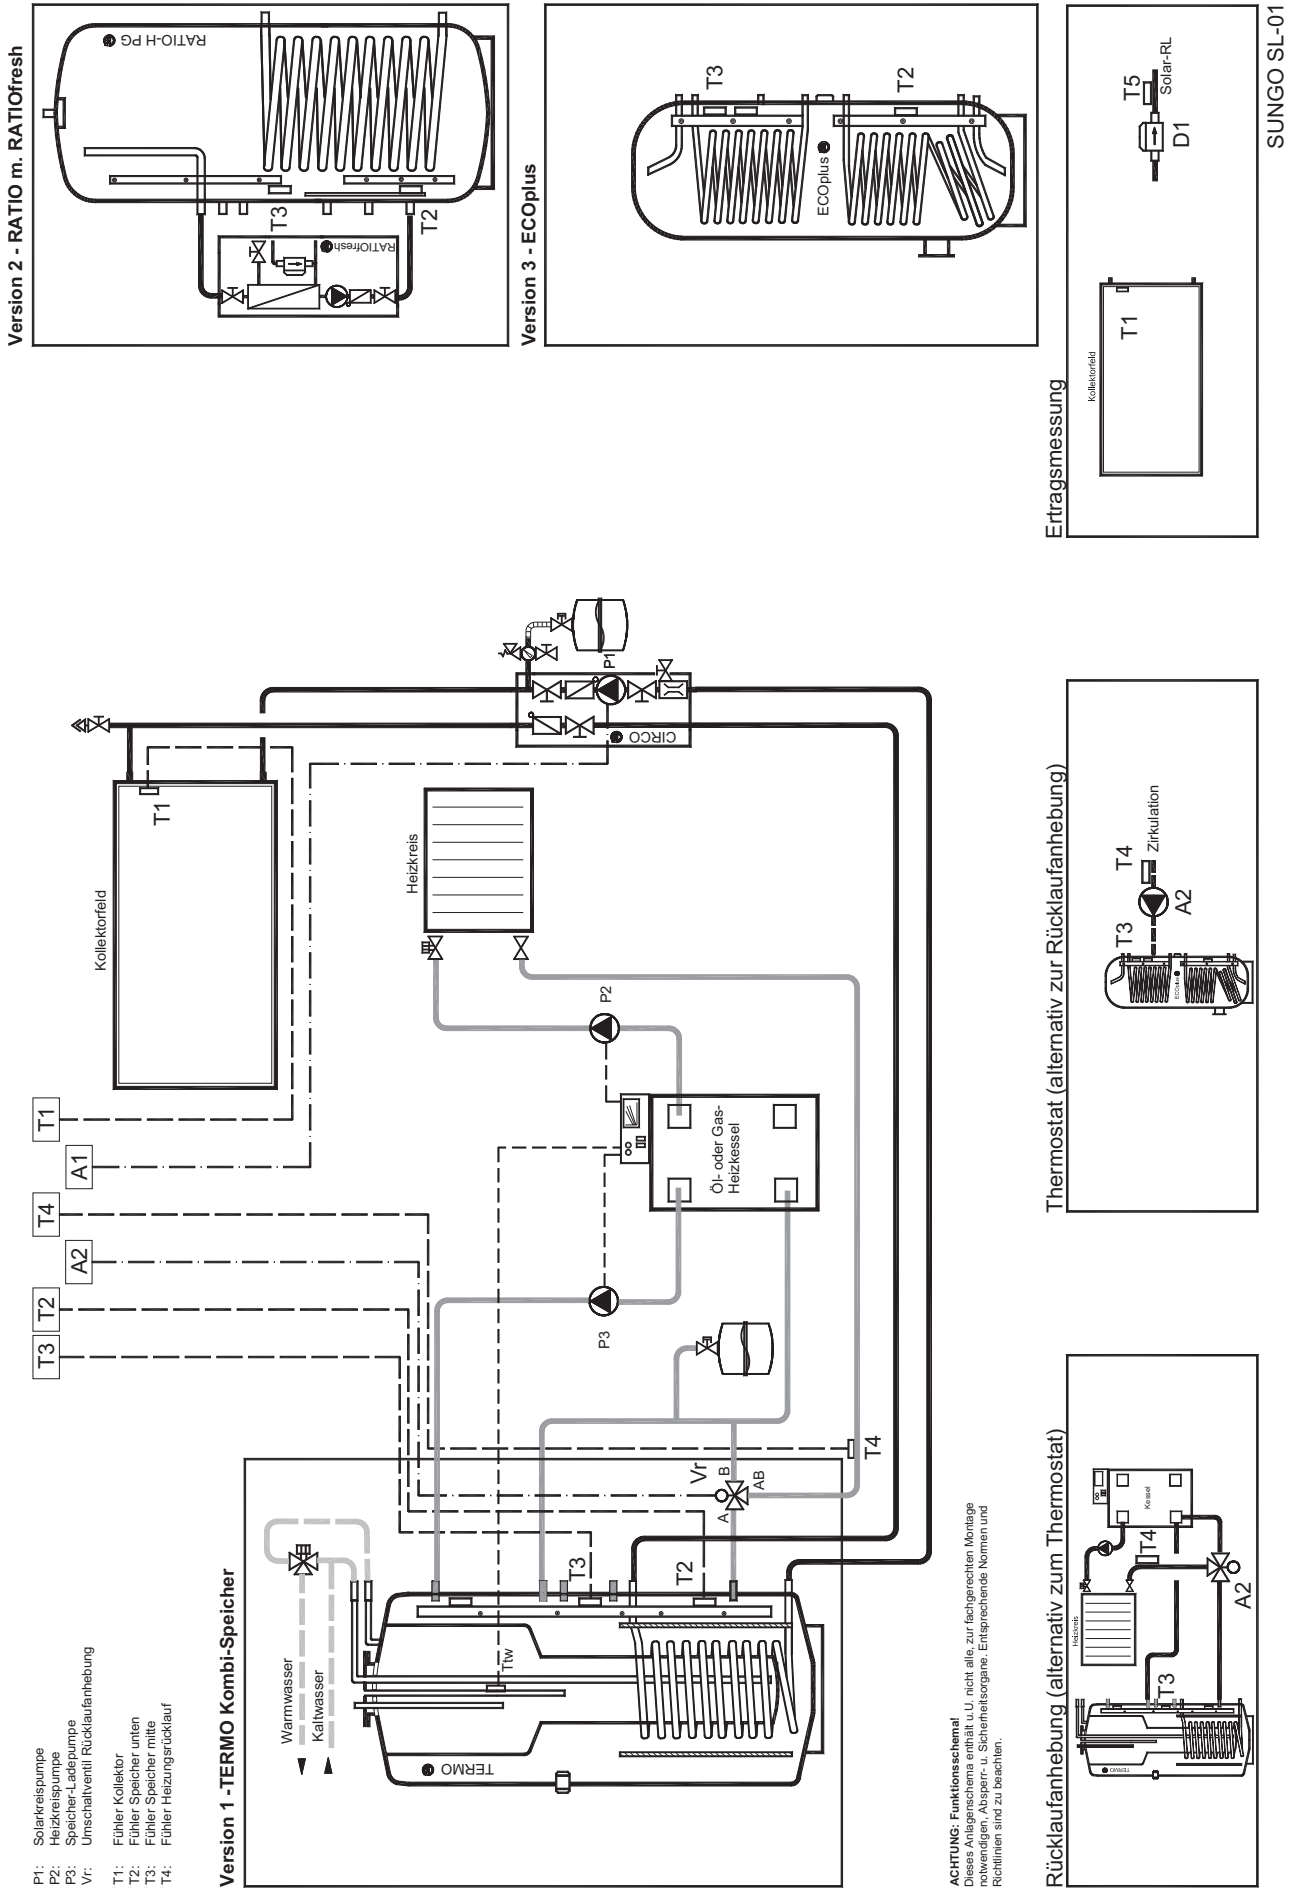 P1: Solarkreispumpe
P2: Heizkreispumpe
P3: Speicher-Ladepumpe
Vr: Umschaltventil Rücklaufanhebung
T1: Fühler Kollektor
T2: Fühler Speicher unten
T3: Fühler Speicher mitte
T4: Fühler Heizungsrücklauf
T3
T2
A2
T4
A1
T1
Kollektorfeld
T1
Version 1 -TERMO Kombi-Speicher
Warmwasser
Kaltwasser
TERMO
Ttw
T3
T2
Vr
A
B
AB
T4
P3
P2
Öl- oder Gas-
Heizkessel
Heizkreis
CIRCO
P1
ACHTUNG: Funktionsschema!
Dieses Anlagenschema enthält u.U. nicht alle, zur fachgerechten Montage
notwendigen, Absperr- u. Sicherheitsorgane. Entsprechende Normen und
Richtlinien sind zu beachten.
Version 2 - RATIO m. RATIOfresh
RATIO-H PG
RATIOfresh
T3
T2
Version 3 - ECOplus
ECOplus
T3
T2
Rücklaufanhebung (alternativ zum Thermostat)
TERMO
T3
Heizkreis
T4
Kessel
A2
Thermostat (alternativ zur Rücklaufanhebung)
ECOplus
T3
T4
A2
Zirkulation
Ertragsmessung
Kollektorfeld
T1
D1
T5
Solar-RL
SUNGO SL-01